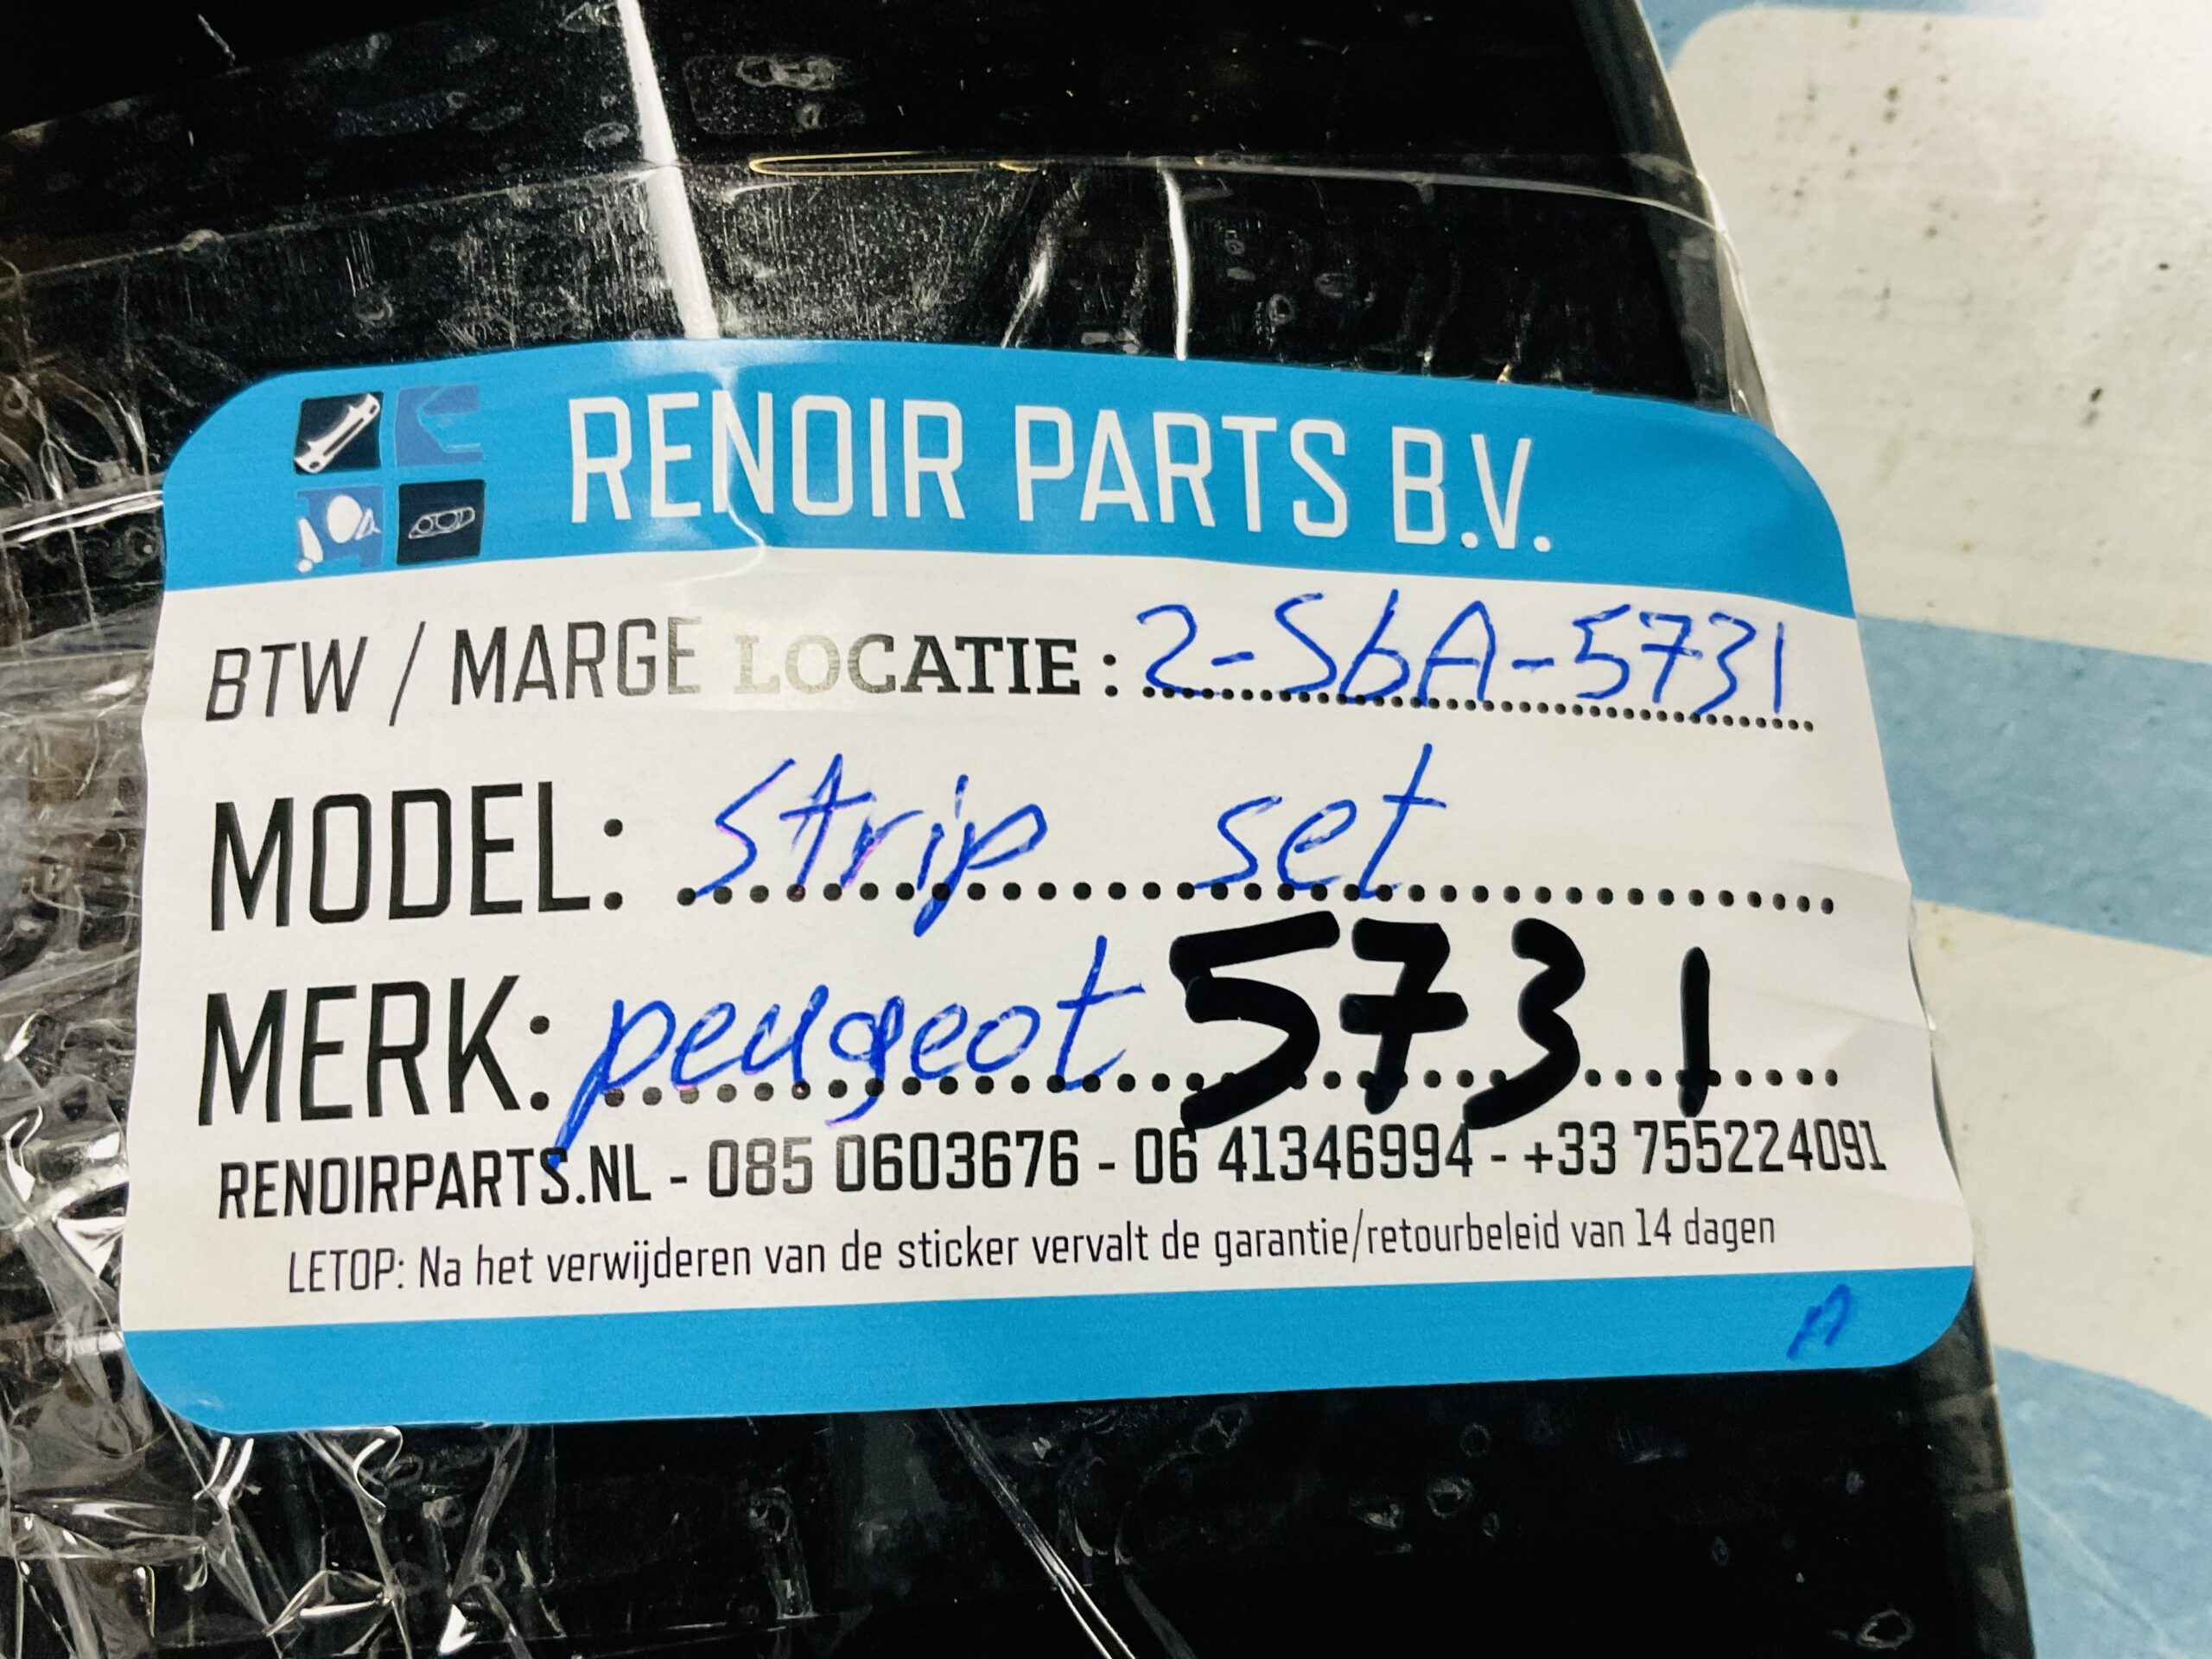 RENOIR PARTS B.V.
BTW / MARGE LOCATIE : 2-SbA-5731
MODEL: strip set
MERK: peugeot 5731
RENOIRPARTS.NL - 085 0603676 - 06 41346994 - +33 755224091
LETOP: Na het verwijderen van de sticker vervalt de garantie/retourbeleid van 14 dagen